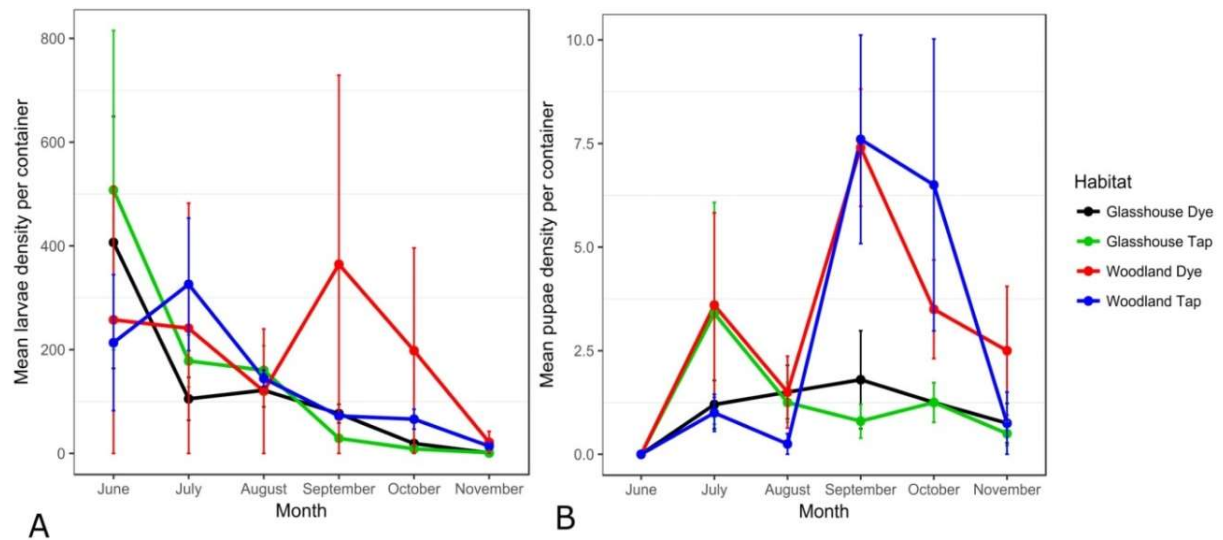 Mean larvae density per container
800
600
400
200
0
June July August September October November
Month
A
Mean pupae density per container
10.0
7.5
5.0
2.5
0.0
June July August September October November
Month
B
Habitat
Glasshouse Dye
Glasshouse Tap
Woodland Dye
Woodland Tap